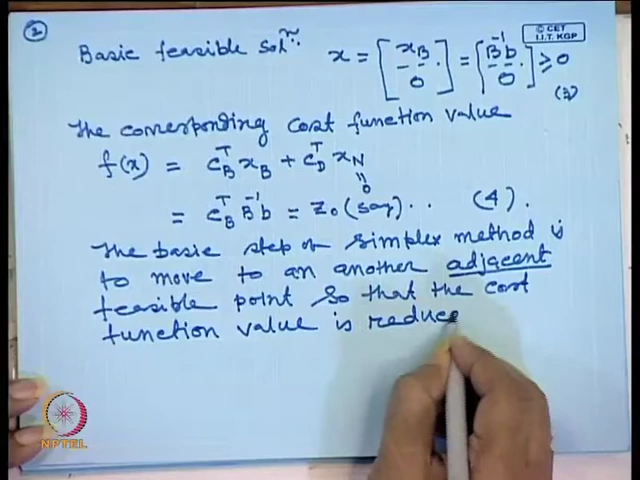 ②
© CET
I.I.T. KGP
Basic feasible solⁿ.. x = [x_B / 0] = [B⁻¹b / 0] ≥ 0
(3)
The corresponding cost function value
f(x) = c_B^T x_B + c_D^T x_N
= 0
= c_B^T B⁻¹b = Z₀ (say).. (4).
The basic step of simplex method is
to move to an another adjacent
feasible point so that the cost
function value is reduce
NPTEL